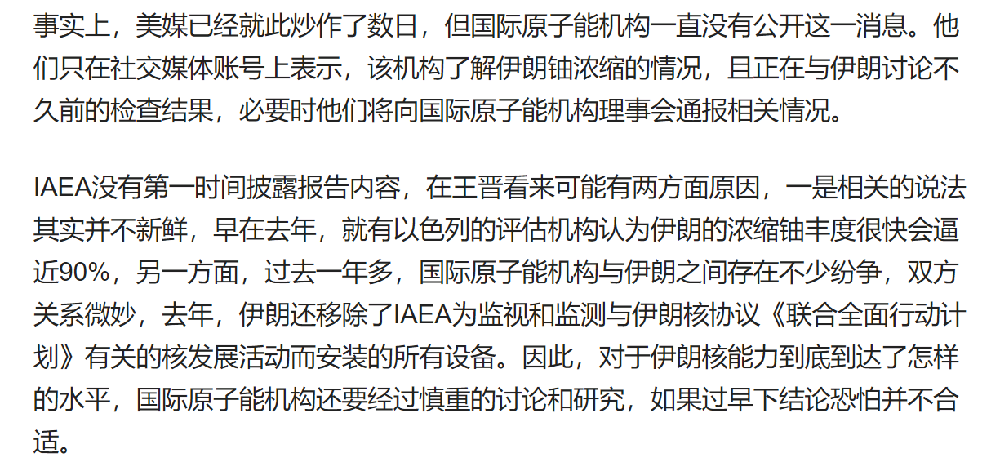 事实上，美媒已经就此炒作了数日，但国际原子能机构一直没有公开这一消息。他
们只在社交媒体账号上表示，该机构了解伊朗铀浓缩的情况，且正在与伊朗讨论不
久前的检查结果，必要时他们将向国际原子能机构理事会通报相关情况。
IAEA没有第一时间披露报告内容，在王晋看来可能有两方面原因，一是相关的说法
其实并不新鲜，早在去年，就有以色列的评估机构认为伊朗的浓缩铀丰度很快会逼
近90%，另一方面，过去一年多，国际原子能机构与伊朗之间存在不少纷争，双方
关系微妙，去年，伊朗还移除了IAEA为监视和监测与伊朗核协议《联合全面行动计
划》有关的核发展活动而安装的所有设备。因此，对于伊朗核能力到底到达了怎样
的水平，国际原子能机构还要经过慎重的讨论和研究，如果过早下结论恐怕并不合
适。